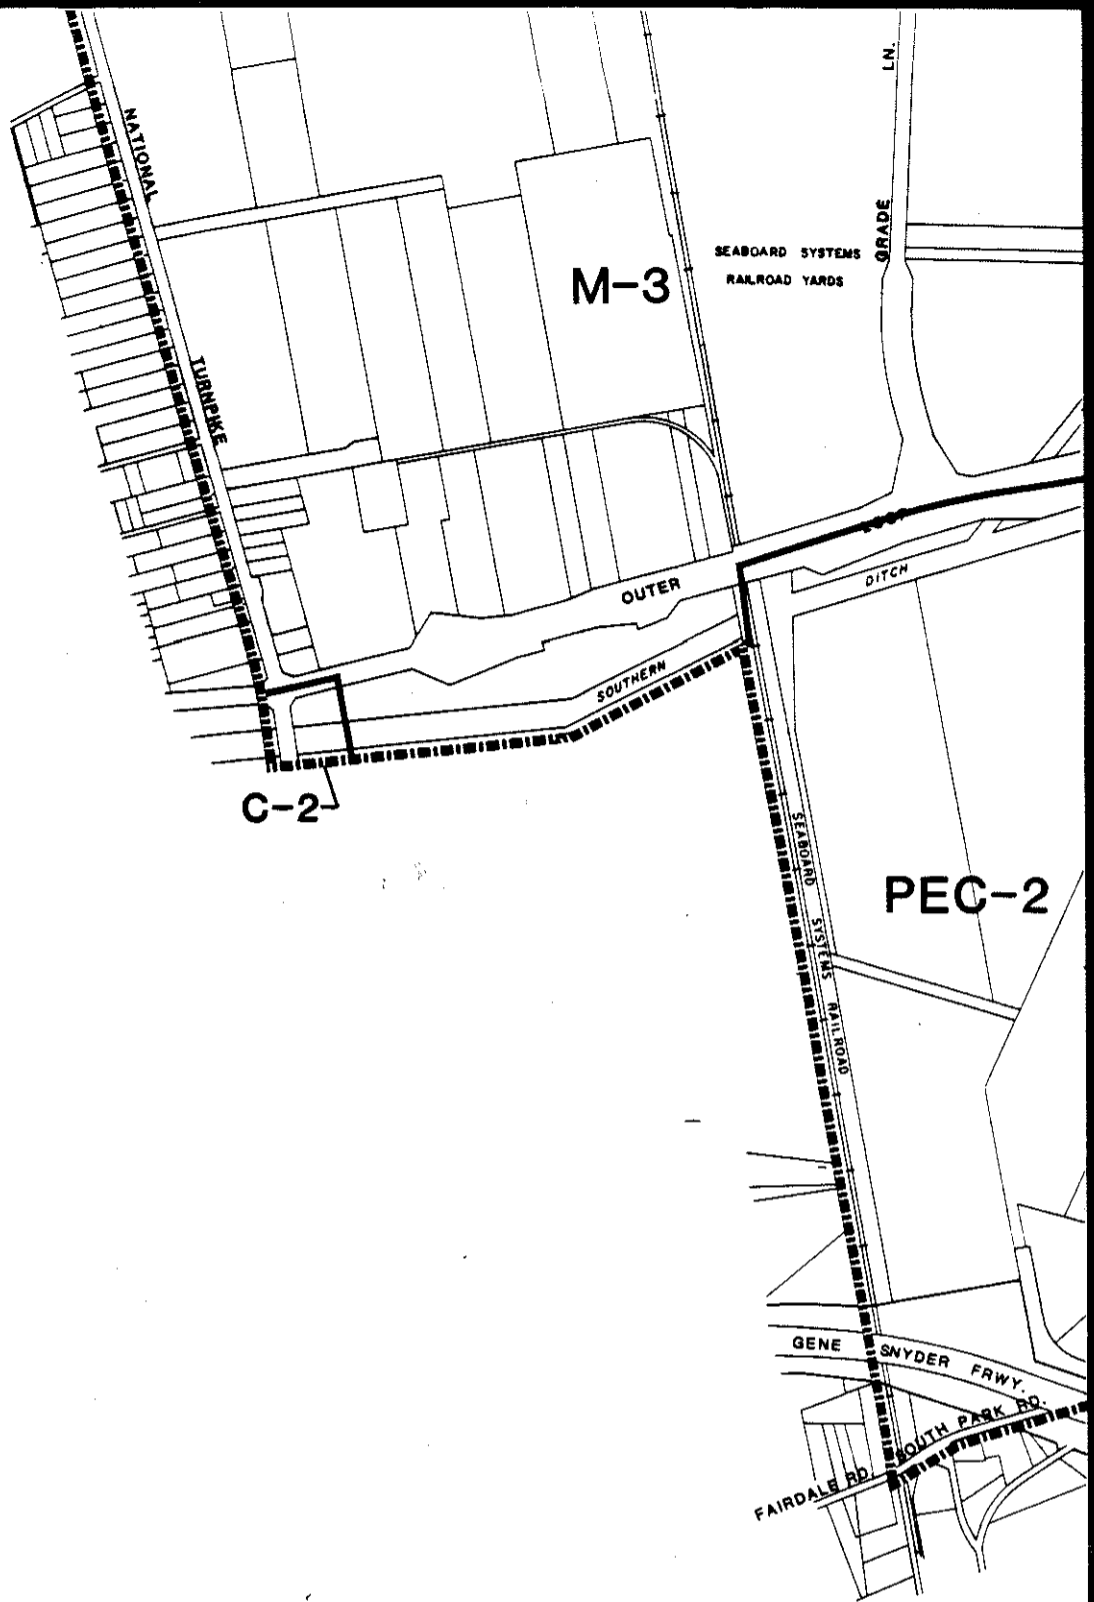 NATIONAL
TURNPIKE
LN.
GRADE
SEABOARD SYSTEMS
RAILROAD YARDS
M-3
LOOP
OUTER
DITCH
SOUTHERN
C-2
SEABOARD SYSTEMS RAILROAD
PEC-2
GENE SNYDER FRWY.
SOUTH PARK RD.
FAIRDALE RD.